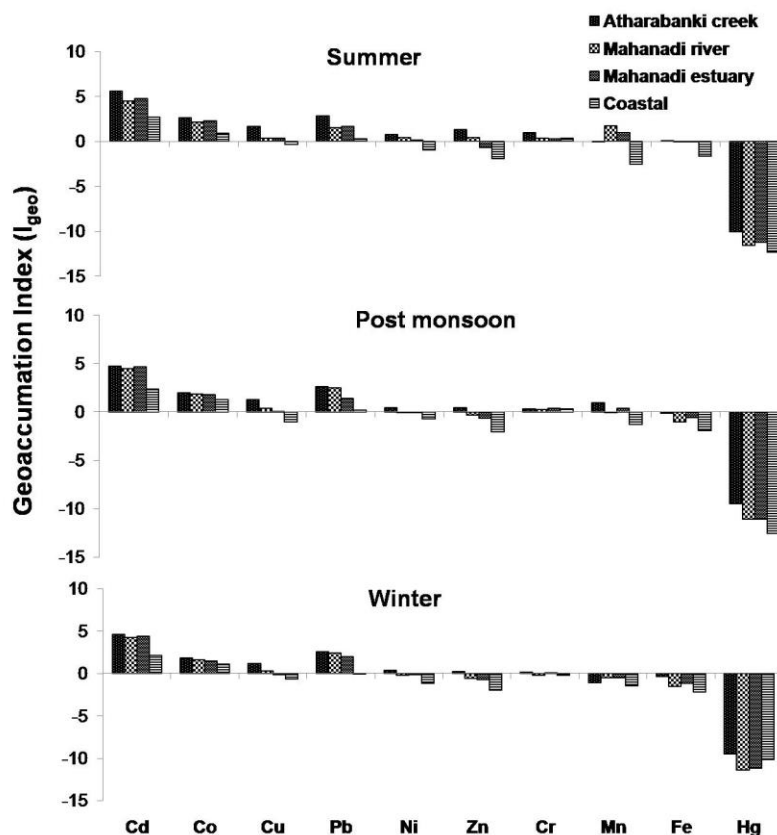 Atharabanki creek
Mahanadi river
Mahanadi estuary
Coastal
Summer
10
5
0
-5
-10
-15
Geoaccumation Index (Igeo)
Post monsoon
10
5
0
-5
-10
-15
Winter
10
5
0
-5
-10
-15
Cd Co Cu Pb Ni Zn Cr Mn Fe Hg